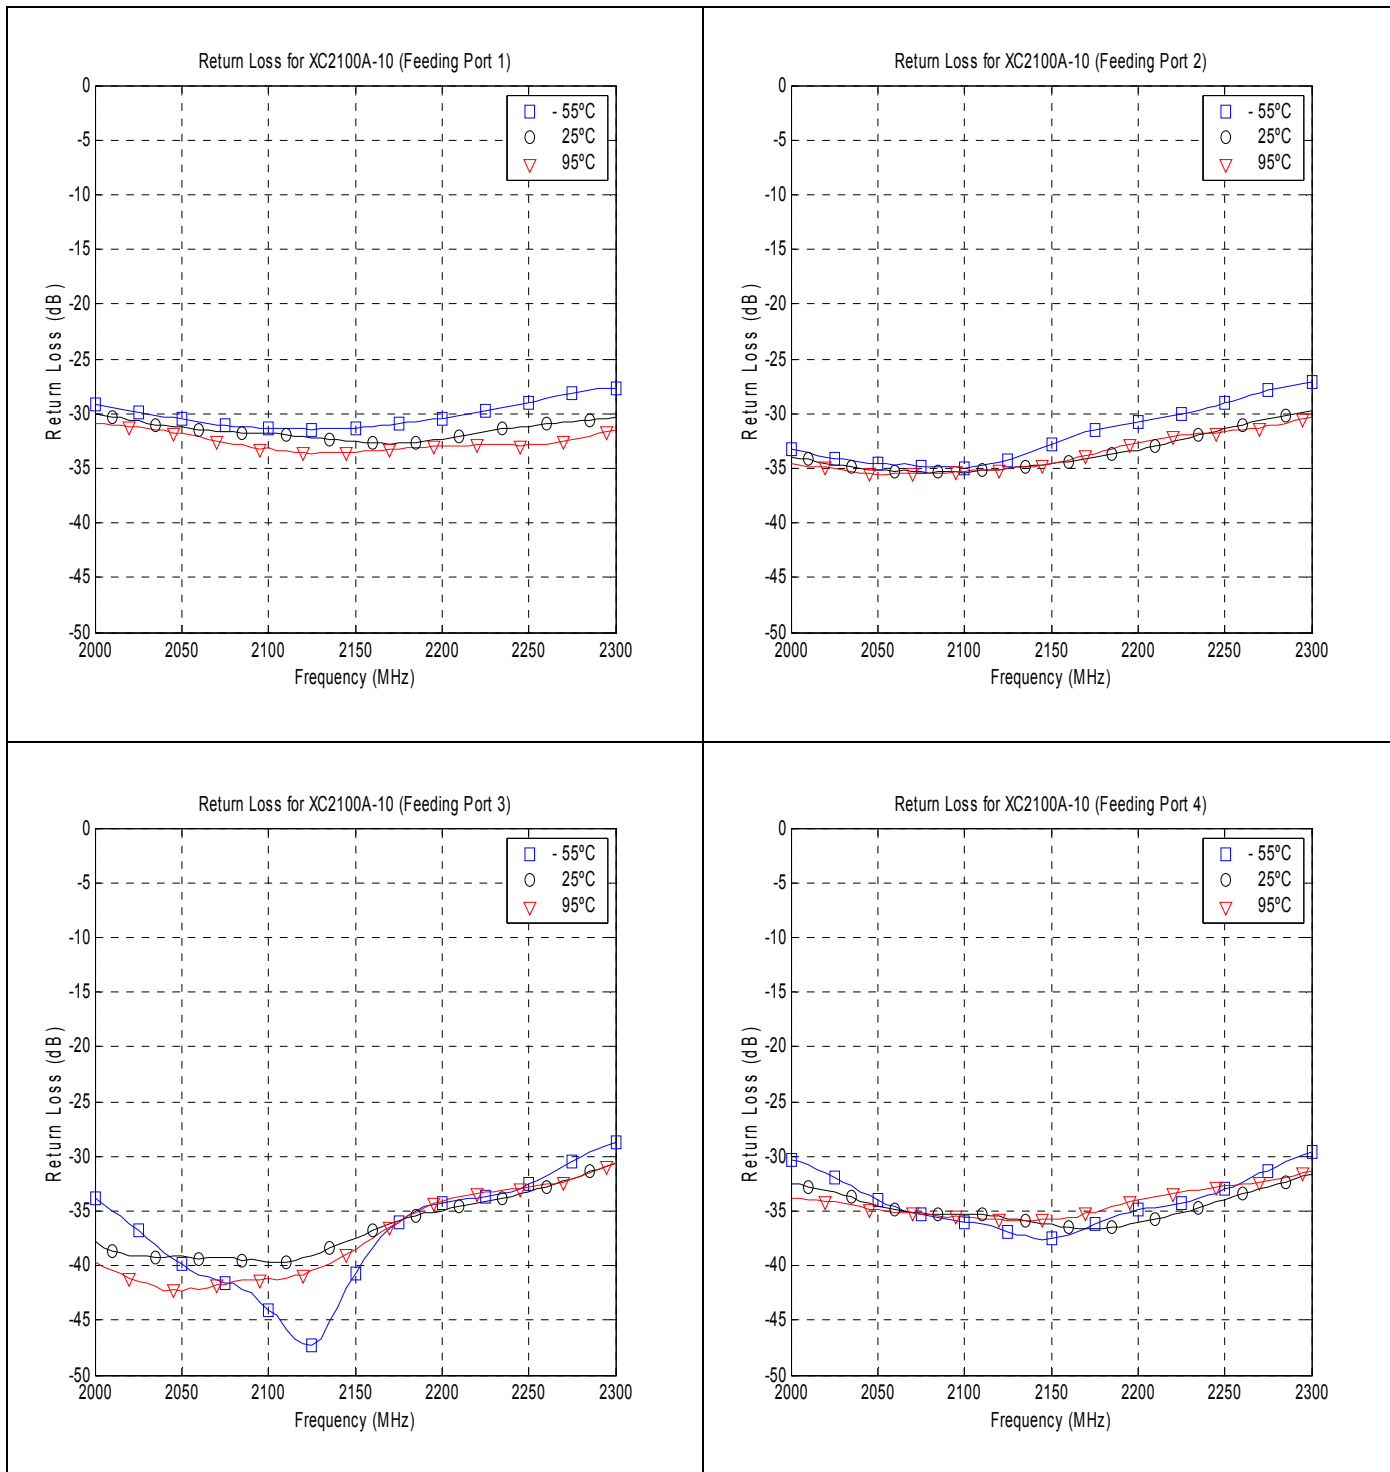 Return Loss for XC2100A-10 (Feeding Port 1)
0
-5
-10
-15
-20
-25
-30
-35
-40
-45
-50
Return Loss (dB)
- 55ºC
25ºC
95ºC
2000 2050 2100 2150 2200 2250 2300
Frequency (MHz)
Return Loss for XC2100A-10 (Feeding Port 2)
0
-5
-10
-15
-20
-25
-30
-35
-40
-45
-50
Return Loss (dB)
- 55ºC
25ºC
95ºC
2000 2050 2100 2150 2200 2250 2300
Frequency (MHz)
Return Loss for XC2100A-10 (Feeding Port 3)
0
-5
-10
-15
-20
-25
-30
-35
-40
-45
-50
Return Loss (dB)
- 55ºC
25ºC
95ºC
2000 2050 2100 2150 2200 2250 2300
Frequency (MHz)
Return Loss for XC2100A-10 (Feeding Port 4)
0
-5
-10
-15
-20
-25
-30
-35
-40
-45
-50
Return Loss (dB)
- 55ºC
25ºC
95ºC
2000 2050 2100 2150 2200 2250 2300
Frequency (MHz)